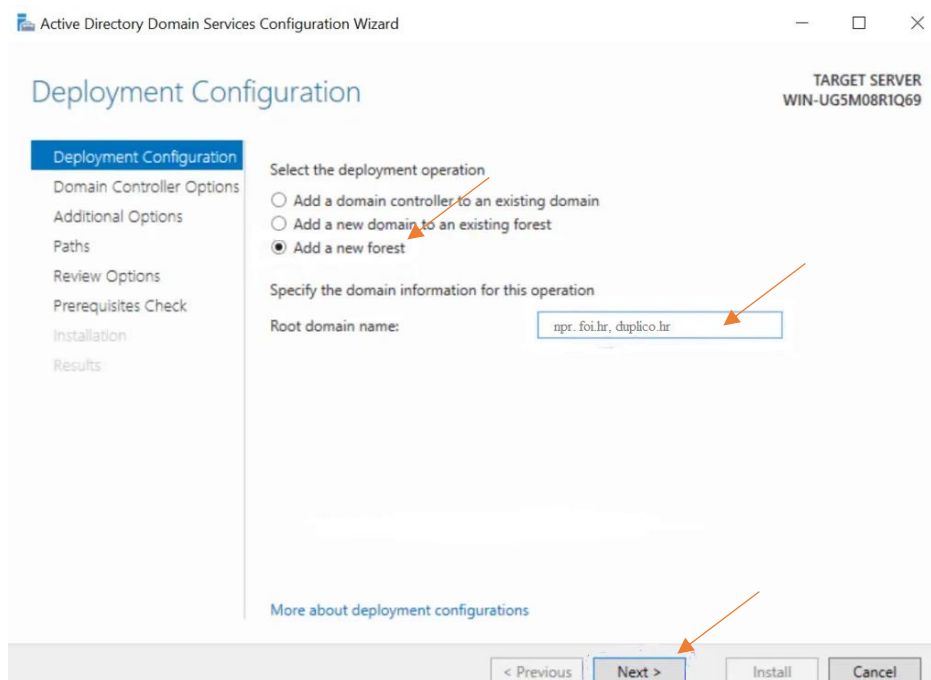 Active Directory Domain Services Configuration Wizard
Deployment Configuration
TARGET SERVER
WIN-UG5M08R1Q69
Deployment Configuration
Domain Controller Options
Additional Options
Paths
Review Options
Prerequisites Check
Installation
Results
Select the deployment operation
Add a domain controller to an existing domain
Add a new domain to an existing forest
Add a new forest
Specify the domain information for this operation
Root domain name:
npr. foi.hr, duplico.hr
More about deployment configurations
< Previous
Next >
Install
Cancel